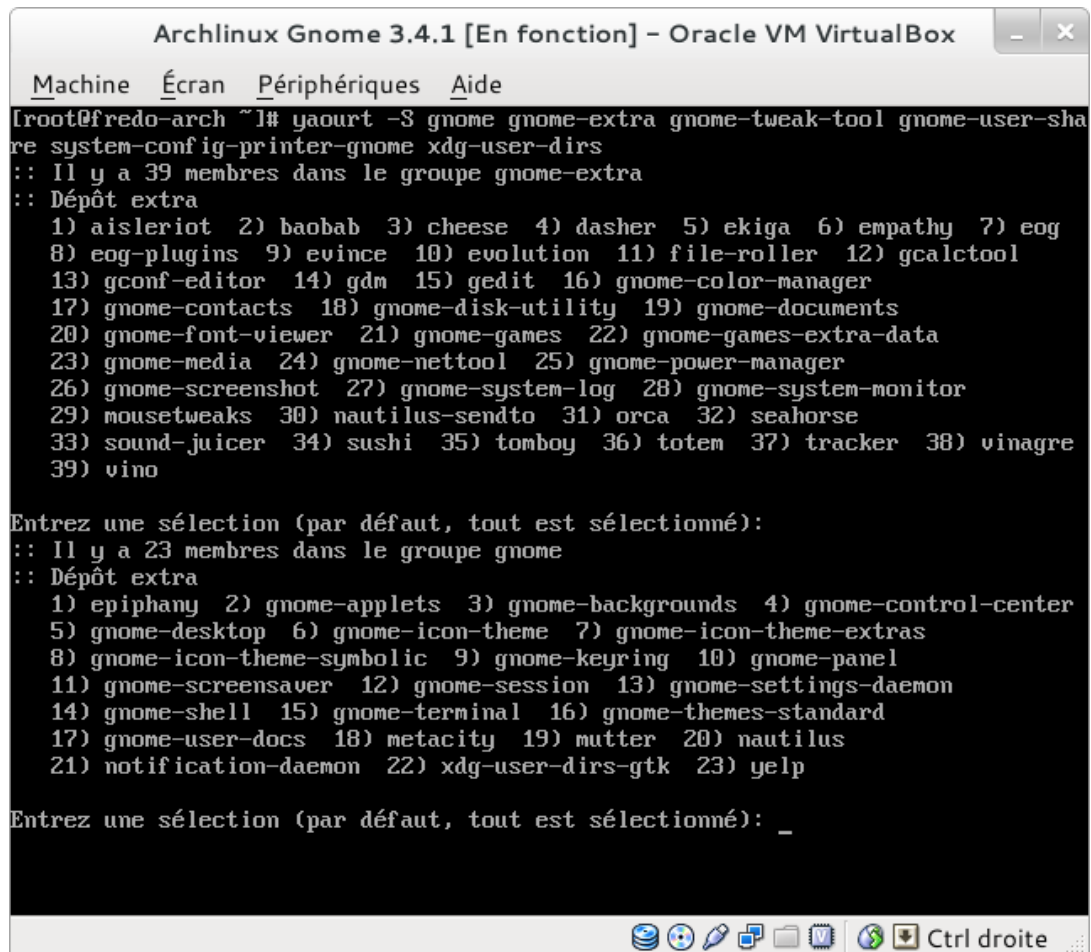 Archlinux Gnome 3.4.1 [En fonction] - Oracle VM VirtualBox
Machine Écran Périphériques Aide
[root@fredo-arch ~]# yaourt -S gnome gnome-extra gnome-tweak-tool gnome-user-sha
re system-config-printer-gnome xdg-user-dirs
:: Il y a 39 membres dans le groupe gnome-extra
:: Dépôt extra
1) aisleriot 2) baobab 3) cheese 4) dasher 5) ekiga 6) empathy 7) eog
8) eog-plugins 9) evince 10) evolution 11) file-roller 12) gcalctool
13) gconf-editor 14) gdm 15) gedit 16) gnome-color-manager
17) gnome-contacts 18) gnome-disk-utility 19) gnome-documents
20) gnome-font-viewer 21) gnome-games 22) gnome-games-extra-data
23) gnome-media 24) gnome-nettool 25) gnome-power-manager
26) gnome-screenshot 27) gnome-system-log 28) gnome-system-monitor
29) mousetweaks 30) nautilus-sendto 31) orca 32) seahorse
33) sound-juicer 34) sushi 35) tomboy 36) totem 37) tracker 38) vinagre
39) vino
Entrez une sélection (par défaut, tout est sélectionné):
:: Il y a 23 membres dans le groupe gnome
:: Dépôt extra
1) epiphany 2) gnome-applets 3) gnome-backgrounds 4) gnome-control-center
5) gnome-desktop 6) gnome-icon-theme 7) gnome-icon-theme-extras
8) gnome-icon-theme-symbolic 9) gnome-keyring 10) gnome-panel
11) gnome-screensaver 12) gnome-session 13) gnome-settings-daemon
14) gnome-shell 15) gnome-terminal 16) gnome-themes-standard
17) gnome-user-docs 18) metacity 19) mutter 20) nautilus
21) notification-daemon 22) xdg-user-dirs-gtk 23) yelp
Entrez une sélection (par défaut, tout est sélectionné): _
Ctrl droite